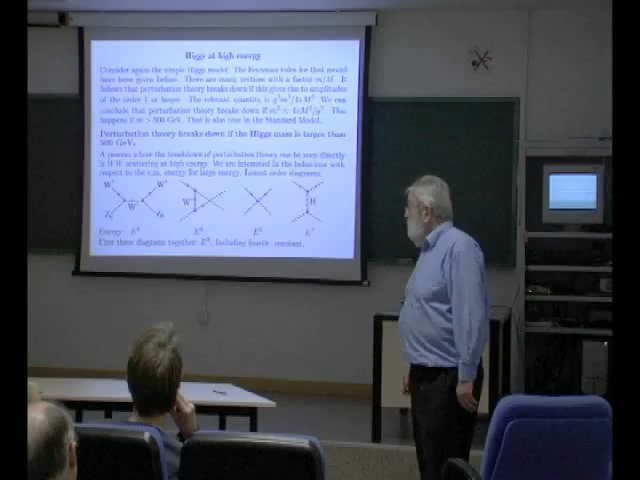 Higgs at high energy
Consider again the simple Higgs model. The Feynman rules for that model
have been given before. There are many vertices with a factor m/M. It
follows that perturbation theory breaks down if this gives rise to amplitudes
of the order 1 or larger. The relevant quantity is We can
conclude that perturbation theory breaks down if This
happens if m > 500 GeV. That is also true in the Standard Model.
Perturbation theory breaks down if the Higgs mass is larger than
500 GeV.
A process where the breakdown of perturbation theory can be seen directly
is WW scattering at high energy. We are interested in the behaviour with
respect to the c.m. energy for large energy. Lowest order diagrams:
W H
Energy:
First three diagrams together: Including fourth constant.